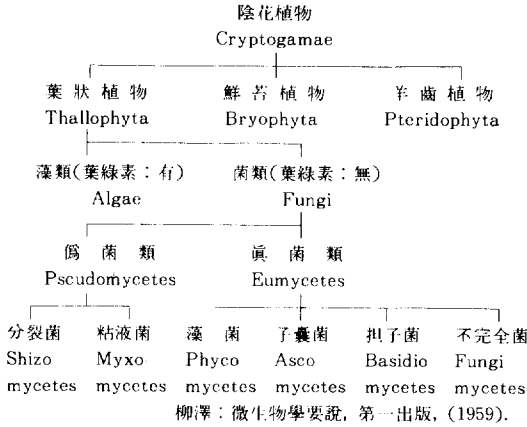 陰花植物
Cryptogamae
葉狀植物 鮮苔植物 羊齒植物
Thallophyta Bryophyta Pteridophyta
藻類(葉綠素：有) 菌類(葉綠素：無)
Algae Fungi
僞菌類 眞菌類
Pseudomycetes Eumycetes
分裂菌 粘液菌 藻菌 子囊菌 担子菌 不完全菌
Shizo Myxo Phyco Asco Basidio Fungi
mycetes mycetes mycetes mycetes mycetes mycetes
柳澤：微生物學要說, 第一出版, (1959).